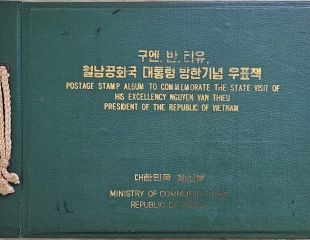 구엔. 반. 티유.
월남공화국 대통령 방한기념 우표책
POSTAGE STAMP ALBUM TO COMMEMORATE THE STATE VISIT OF
HIS EXCELLENCY NGUYEN VAN THIEU
PRESIDENT OF THE REPUBLIC OF VIETNAM
대한민국 체신부
MINISTRY OF COMMUNICATIONS
REPUBLIC OF KOREA